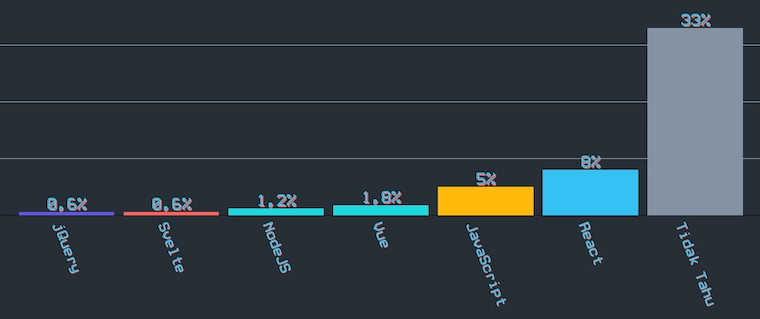 0,6%
0,6%
1,2%
1,8%
5%
8%
33%
jQuery
Svelte
NodeJS
Vue
JavaScript
React
Tidak Tahu